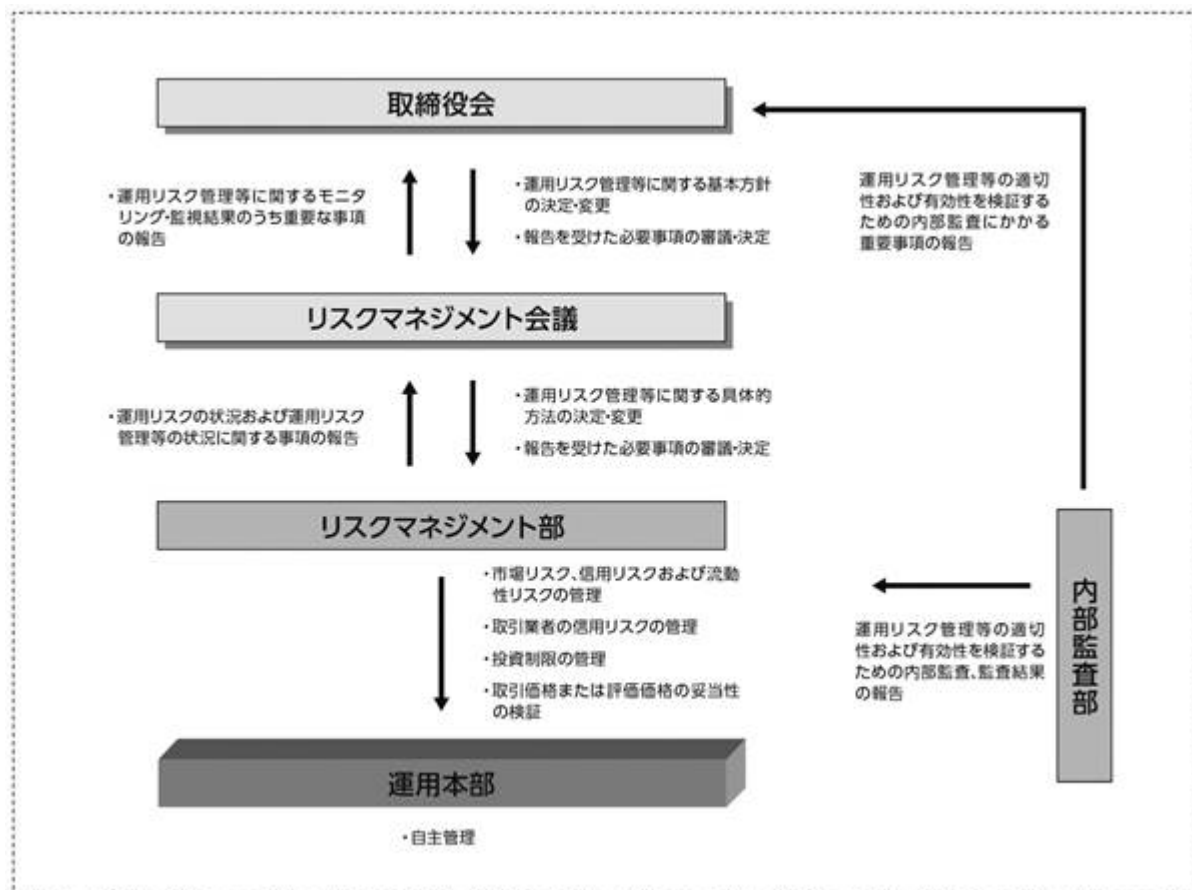 取締役会
・運用リスク管理等に関するモニタ
リング・監視結果のうち重要な事項
の報告
・運用リスク管理等に関する基本方針
の決定・変更
・報告を受けた必要事項の審議・決定
運用リスク管理等の適切
性および有効性を検証する
ための内部監査にかかる
重要事項の報告
リスクマネジメント会議
・運用リスクの状況および運用リスク
管理等の状況に関する事項の報告
・運用リスク管理等に関する具体的
方法の決定・変更
・報告を受けた必要事項の審議・決定
リスクマネジメント部
・市場リスク、信用リスクおよび流動
性リスクの管理
・取引業者の信用リスクの管理
・投資制限の管理
・取引価格または評価価格の妥当性
の検証
運用リスク管理等の適切
性および有効性を検証する
ための内部監査、監査結果
の報告
内部監査部
運用本部
・自主管理